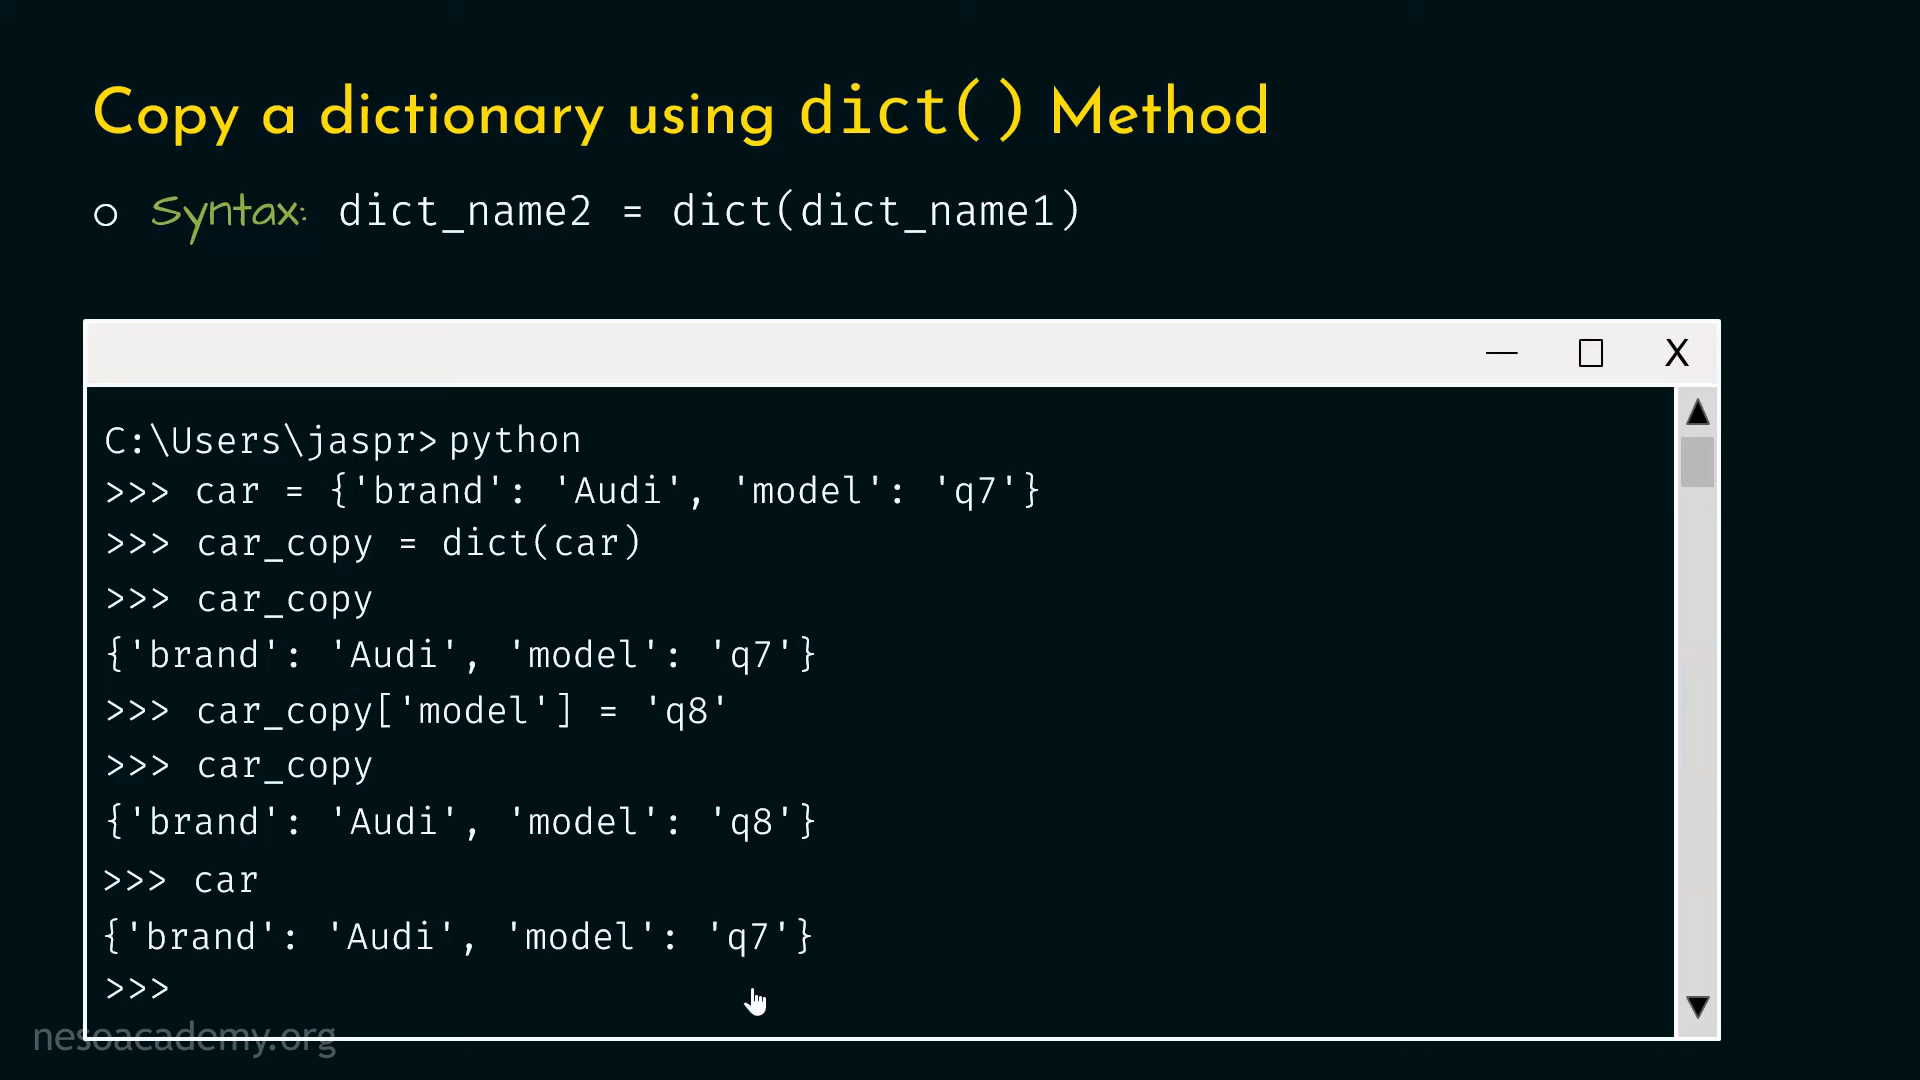 Copy a dictionary using dict() Method
Syntax: dict_name2 = dict(dict_name1)
X
C:\Users\jaspr> python
>>> car = {'brand': 'Audi', 'model': 'q7'}
>>> car_copy = dict(car)
>>> car_copy
{'brand': 'Audi', 'model': 'q7'}
>>> car_copy['model'] = 'q8'
>>> car_copy
{'brand': 'Audi', 'model': 'q8'}
>>> car
{'brand': 'Audi', 'model': 'q7'}
>>>
nesoacademy.org